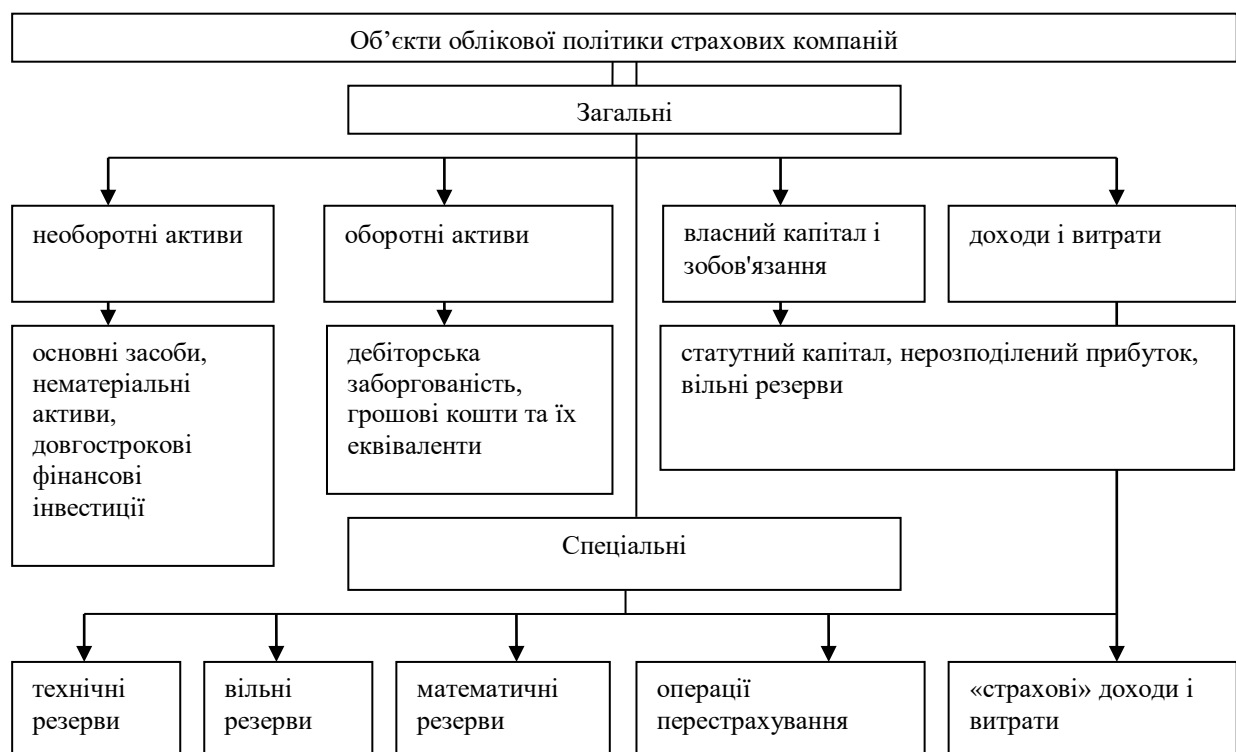 Об’єкти облікової політики страхових компаній
Загальні
необоротні активи
оборотні активи
власний капітал і
зобов'язання
доходи і витрати
основні засоби,
нематеріальні
активи,
довгострокові
фінансові
інвестиції
дебіторська
заборгованість,
грошові кошти та їх
еквіваленти
статутний капітал, нерозподілений прибуток,
вільні резерви
Спеціальні
технічні
резерви
вільні
резерви
математичні
резерви
операції
перестрахування
«страхові» доходи і
витрати